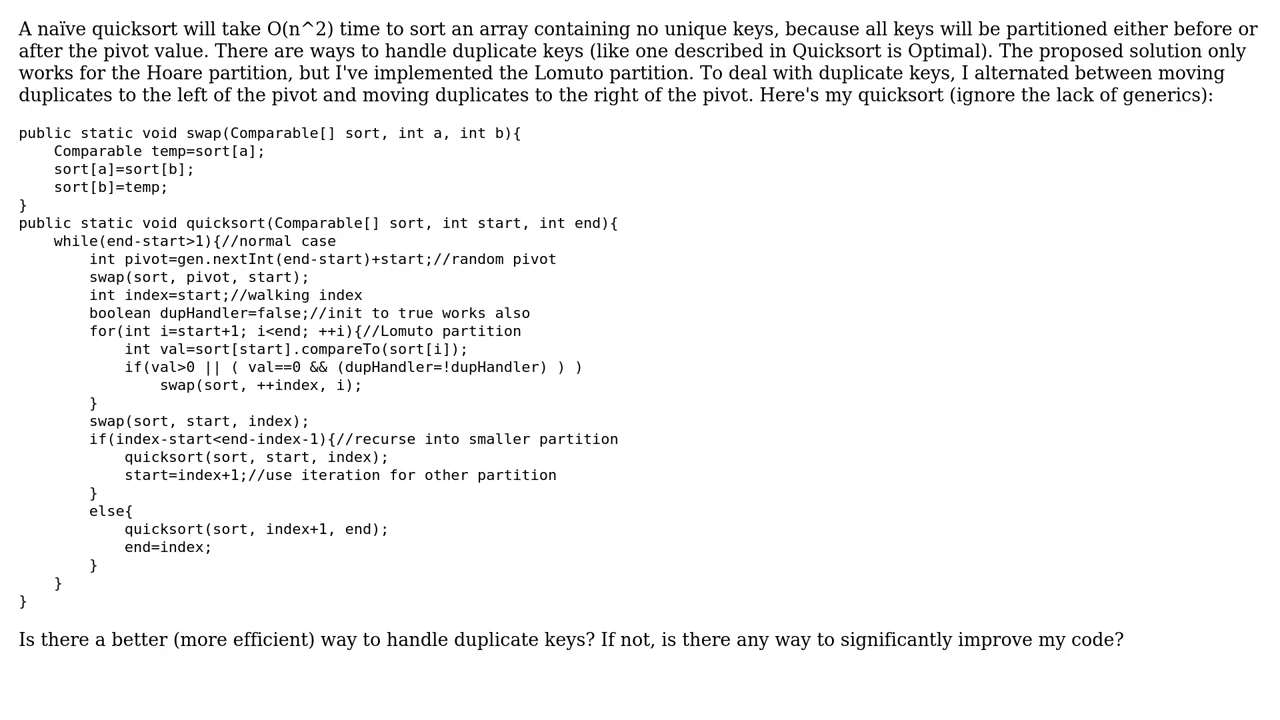 A naïve quicksort will take O(n^2) time to sort an array containing no unique keys, because all keys will be partitioned either before or
after the pivot value. There are ways to handle duplicate keys (like one described in Quicksort is Optimal). The proposed solution only
works for the Hoare partition, but I've implemented the Lomuto partition. To deal with duplicate keys, I alternated between moving
duplicates to the left of the pivot and moving duplicates to the right of the pivot. Here's my quicksort (ignore the lack of generics):
public static void swap(Comparable[] sort, int a, int b){
    Comparable temp=sort[a];
    sort[a]=sort[b];
    sort[b]=temp;
}
public static void quicksort(Comparable[] sort, int start, int end){
    while(end-start>1){//normal case
        int pivot=gen.nextInt(end-start)+start;//random pivot
        swap(sort, pivot, start);
        int index=start;//walking index
        boolean dupHandler=false;//init to true works also
        for(int i=start+1; i<end; ++i){//Lomuto partition
            int val=sort[start].compareTo(sort[i]);
            if(val>0 || ( val==0 && (dupHandler=!dupHandler) ) )
                swap(sort, ++index, i);
        }
        swap(sort, start, index);
        if(index-start<end-index-1){//recurse into smaller partition
            quicksort(sort, start, index);
            start=index+1;//use iteration for other partition
        }
        else{
            quicksort(sort, index+1, end);
            end=index;
        }
    }
}
Is there a better (more efficient) way to handle duplicate keys? If not, is there any way to significantly improve my code?